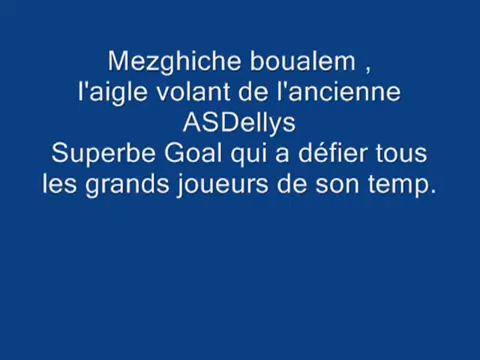 Mezghiche boualem ,
l'aigle volant de l'ancienne
ASDellys
Superbe Goal qui a défier tous
les grands joueurs de son temp.